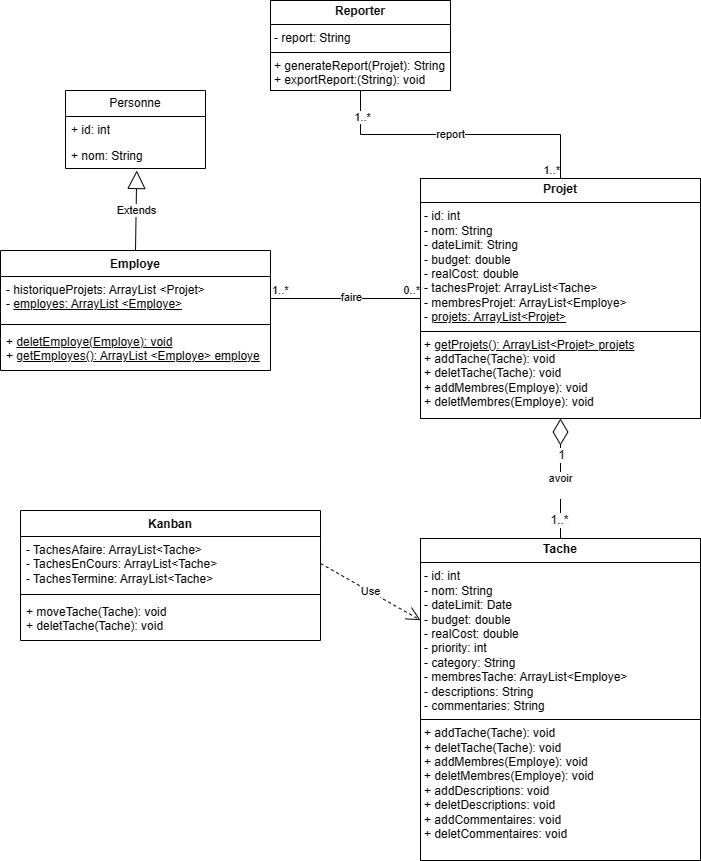 Reporter
- report: String
+ generateReport(Projet): String
+ exportReport:(String): void
1..*
report
1..*
Personne
+ id: int
+ nom: String
Extends
Employe
- historiqueProjets: ArrayList <Projet>
- employes: ArrayList <Employe>
+ deletEmploye(Employe): void
+ getEmployes(): ArrayList <Employe> employe
1..*
faire
0..*
Projet
- id: int
- nom: String
- dateLimit: String
- budget: double
- realCost: double
- tachesProjet: ArrayList<Tache>
- membresProjet: ArrayList<Employe>
- projets: ArrayList<Projet>
+ getProjets(): ArrayList<Projet> projets
+ addTache(Tache): void
+ deletTache(Tache): void
+ addMembres(Employe): void
+ deletMembres(Employe): void
1
avoir
1..*
Kanban
- TachesAfaire: ArrayList<Tache>
- TachesEnCours: ArrayList<Tache>
- TachesTermine: ArrayList<Tache>
+ moveTache(Tache): void
+ deletTache(Tache): void
Use
Tache
- id: int
- nom: String
- dateLimit: Date
- budget: double
- realCost: double
- priority: int
- category: String
- membresTache: ArrayList<Employe>
- descriptions: String
- commentaries: String
+ addTache(Tache): void
+ deletTache(Tache): void
+ addMembres(Employe): void
+ deletMembres(Employe): void
+ addDescriptions: void
+ deletDescriptions: void
+ addCommentaires: void
+ deletCommentaires: void